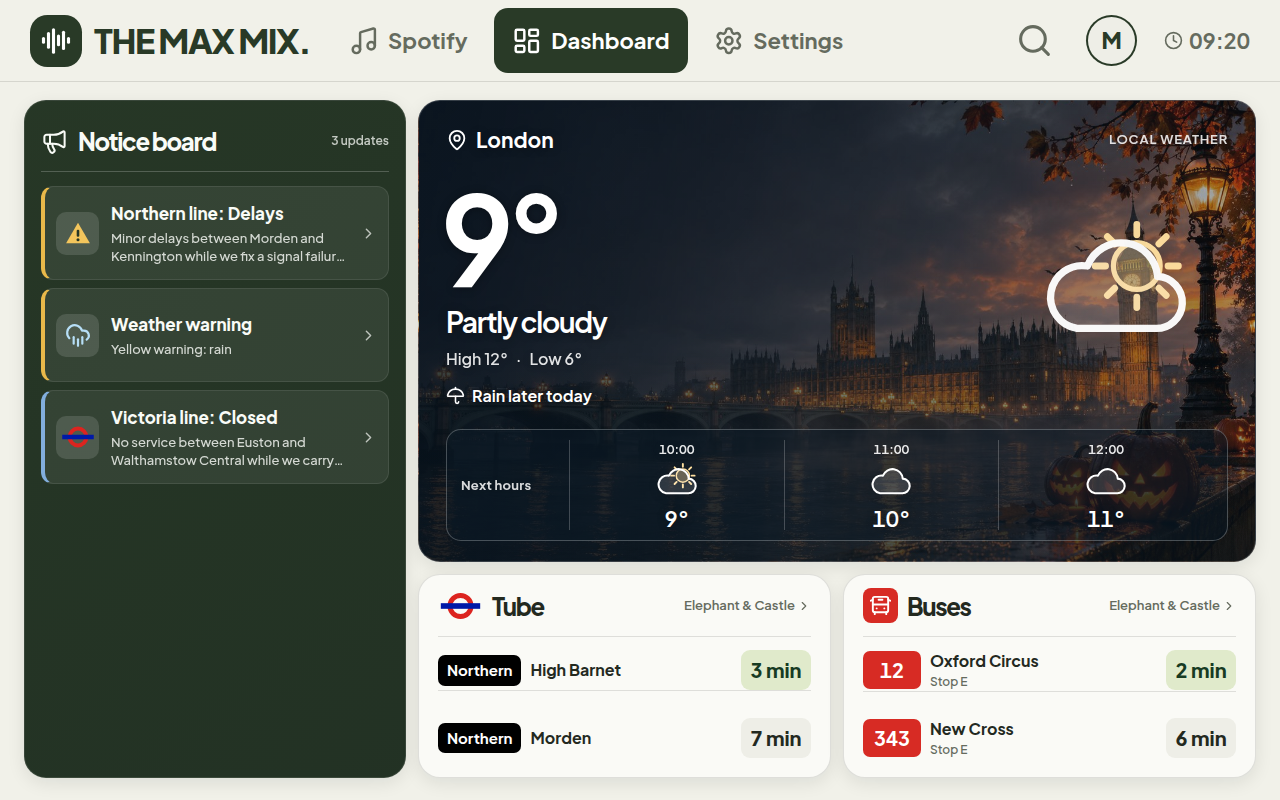 THE MAX MIX.
Spotify
Dashboard
Settings
M
09:20
Notice board
3 updates
Northern line: Delays
Minor delays between Morden and
Kennington while we fix a signal failur...
Weather warning
Yellow warning: rain
Victoria line: Closed
No service between Euston and
Walthamstow Central while we carry...
London
LOCAL WEATHER
9°
Partly cloudy
High 12° · Low 6°
Rain later today
Next hours
10:00
9°
11:00
10°
12:00
11°
Tube
Elephant & Castle
Northern
High Barnet
3 min
Northern
Morden
7 min
Buses
Elephant & Castle
12
Oxford Circus
Stop E
2 min
343
New Cross
Stop E
6 min